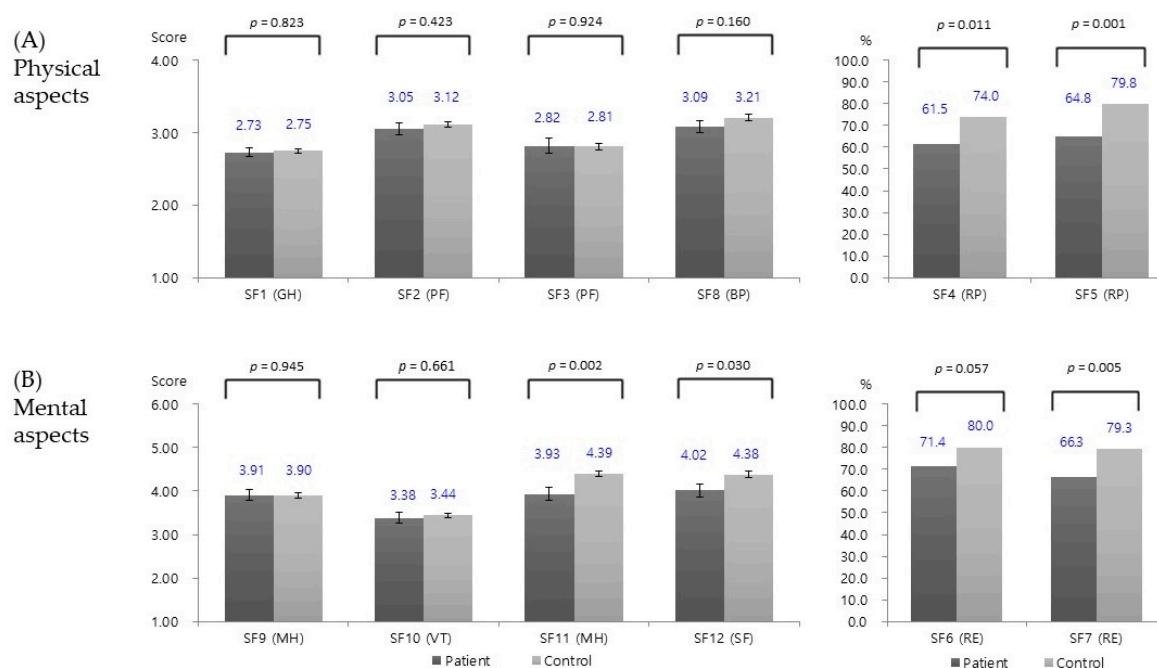 (A)
Physical
aspects
p = 0.823
p = 0.423
p = 0.924
p = 0.160
Score
4.00
3.00
2.00
1.00
2.73
2.75
3.05
3.12
2.82
2.81
3.09
3.21
SF1 (GH)
SF2 (PF)
SF3 (PF)
SF8 (BP)
p = 0.011
p = 0.001
%
100.0
90.0
80.0
70.0
60.0
50.0
40.0
30.0
20.0
10.0
0.0
61.5
74.0
64.8
79.8
SF4 (RP)
SF5 (RP)
(B)
Mental
aspects
p = 0.945
p = 0.661
p = 0.002
p = 0.030
Score
6.00
5.00
4.00
3.00
2.00
1.00
3.91
3.90
3.38
3.44
3.93
4.39
4.02
4.38
SF9 (MH)
SF10 (VT)
SF11 (MH)
SF12 (SF)
Patient
Control
p = 0.057
p = 0.005
%
100.0
90.0
80.0
70.0
60.0
50.0
40.0
30.0
20.0
10.0
0.0
71.4
80.0
66.3
79.3
SF6 (RE)
SF7 (RE)
Patient
Control